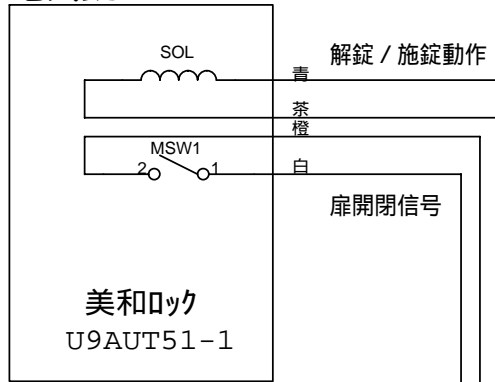 SOL
解錠 / 施錠動作
青
茶
橙
MSW1
2 1
白
扉開閉信号
美和ロック
U9AUT51-1